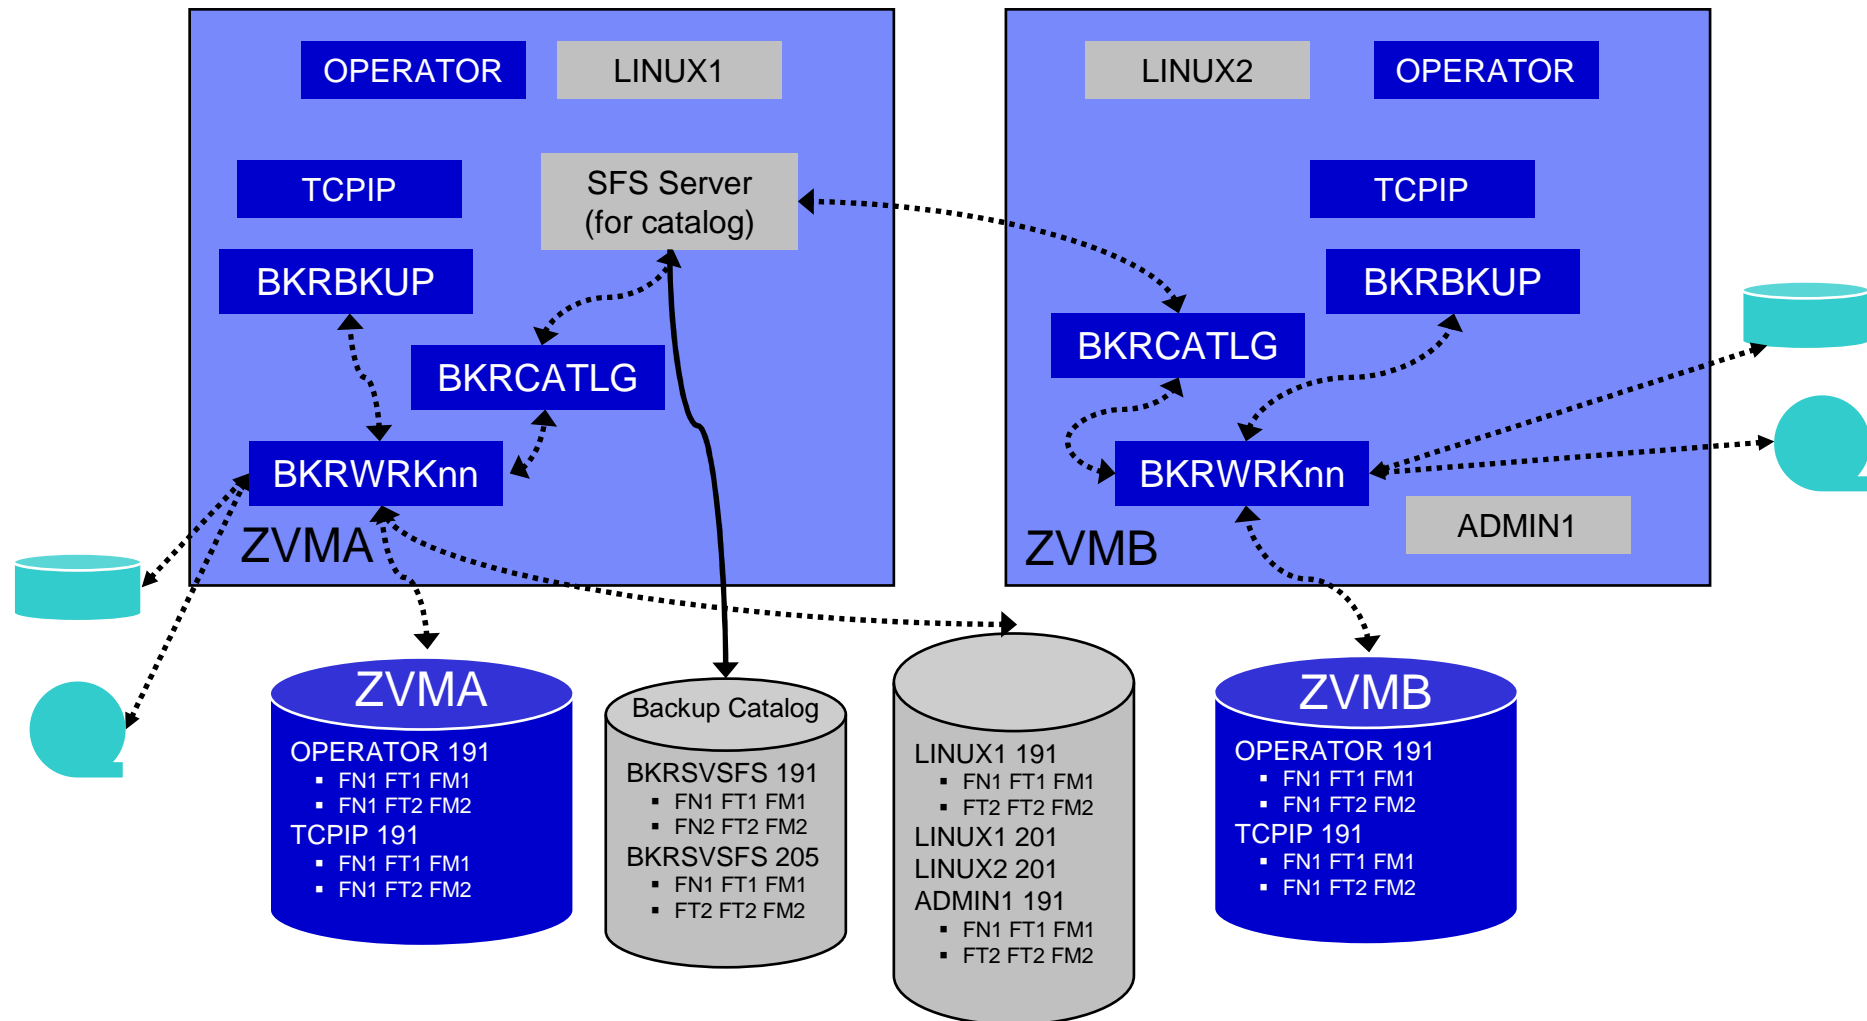 OPERATOR
LINUX1
TCPIP
SFS Server
(for catalog)
BKRBKUP
BKRCATLG
BKRWRKnn
ZVMA
LINUX2
OPERATOR
TCPIP
BKRBKUP
BKRCATLG
BKRWRKnn
ADMIN1
ZVMB
ZVMA
OPERATOR 191
▪ FN1 FT1 FM1
▪ FN1 FT2 FM2
TCPIP 191
▪ FN1 FT1 FM1
▪ FN1 FT2 FM2
Backup Catalog
BKRSVSFS 191
▪ FN1 FT1 FM1
▪ FN2 FT2 FM2
BKRSVSFS 205
▪ FN1 FT1 FM1
▪ FT2 FT2 FM2
LINUX1 191
▪ FN1 FT1 FM1
▪ FT2 FT2 FM2
LINUX1 201
LINUX2 201
ADMIN1 191
▪ FN1 FT1 FM1
▪ FT2 FT2 FM2
ZVMB
OPERATOR 191
▪ FN1 FT1 FM1
▪ FN1 FT2 FM2
TCPIP 191
▪ FN1 FT1 FM1
▪ FN1 FT2 FM2